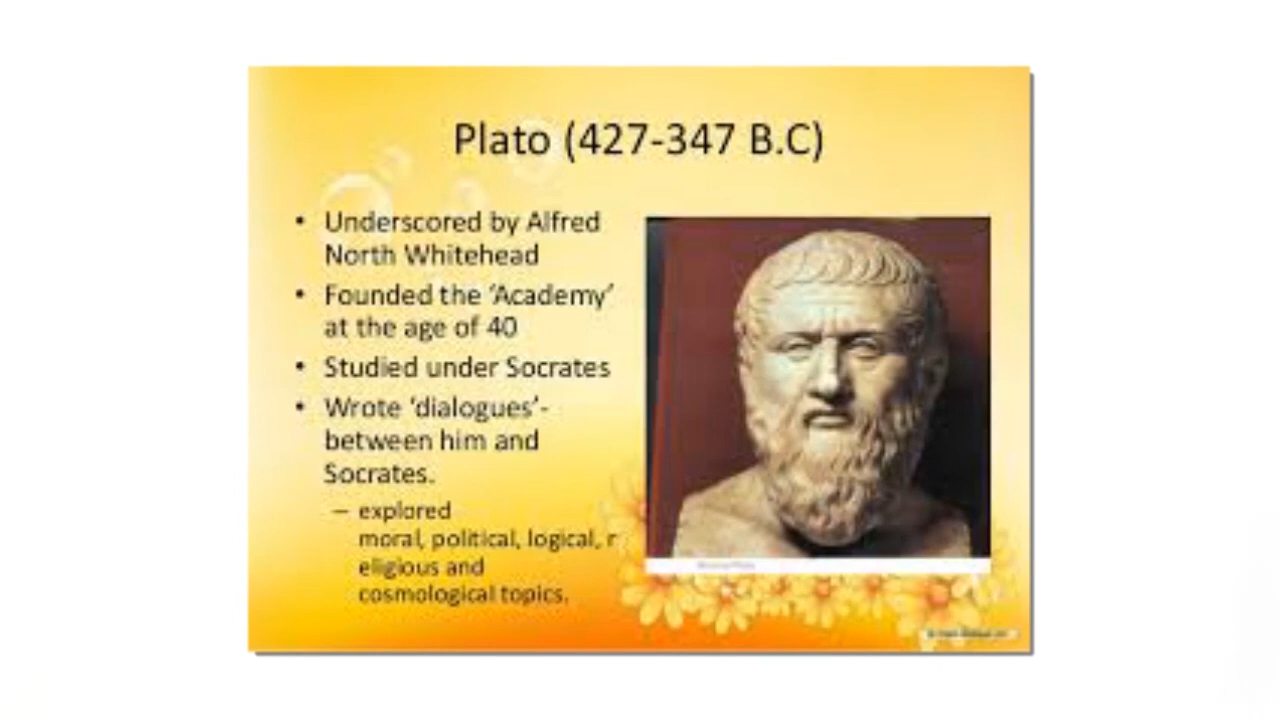 Plato (427-347 B.C)
• Underscored by Alfred
North Whitehead
• Founded the ‘Academy’
at the age of 40
• Studied under Socrates
• Wrote ‘dialogues’-
between him and
Socrates.
– explored
moral, political, logical, r
eligious and
cosmological topics.